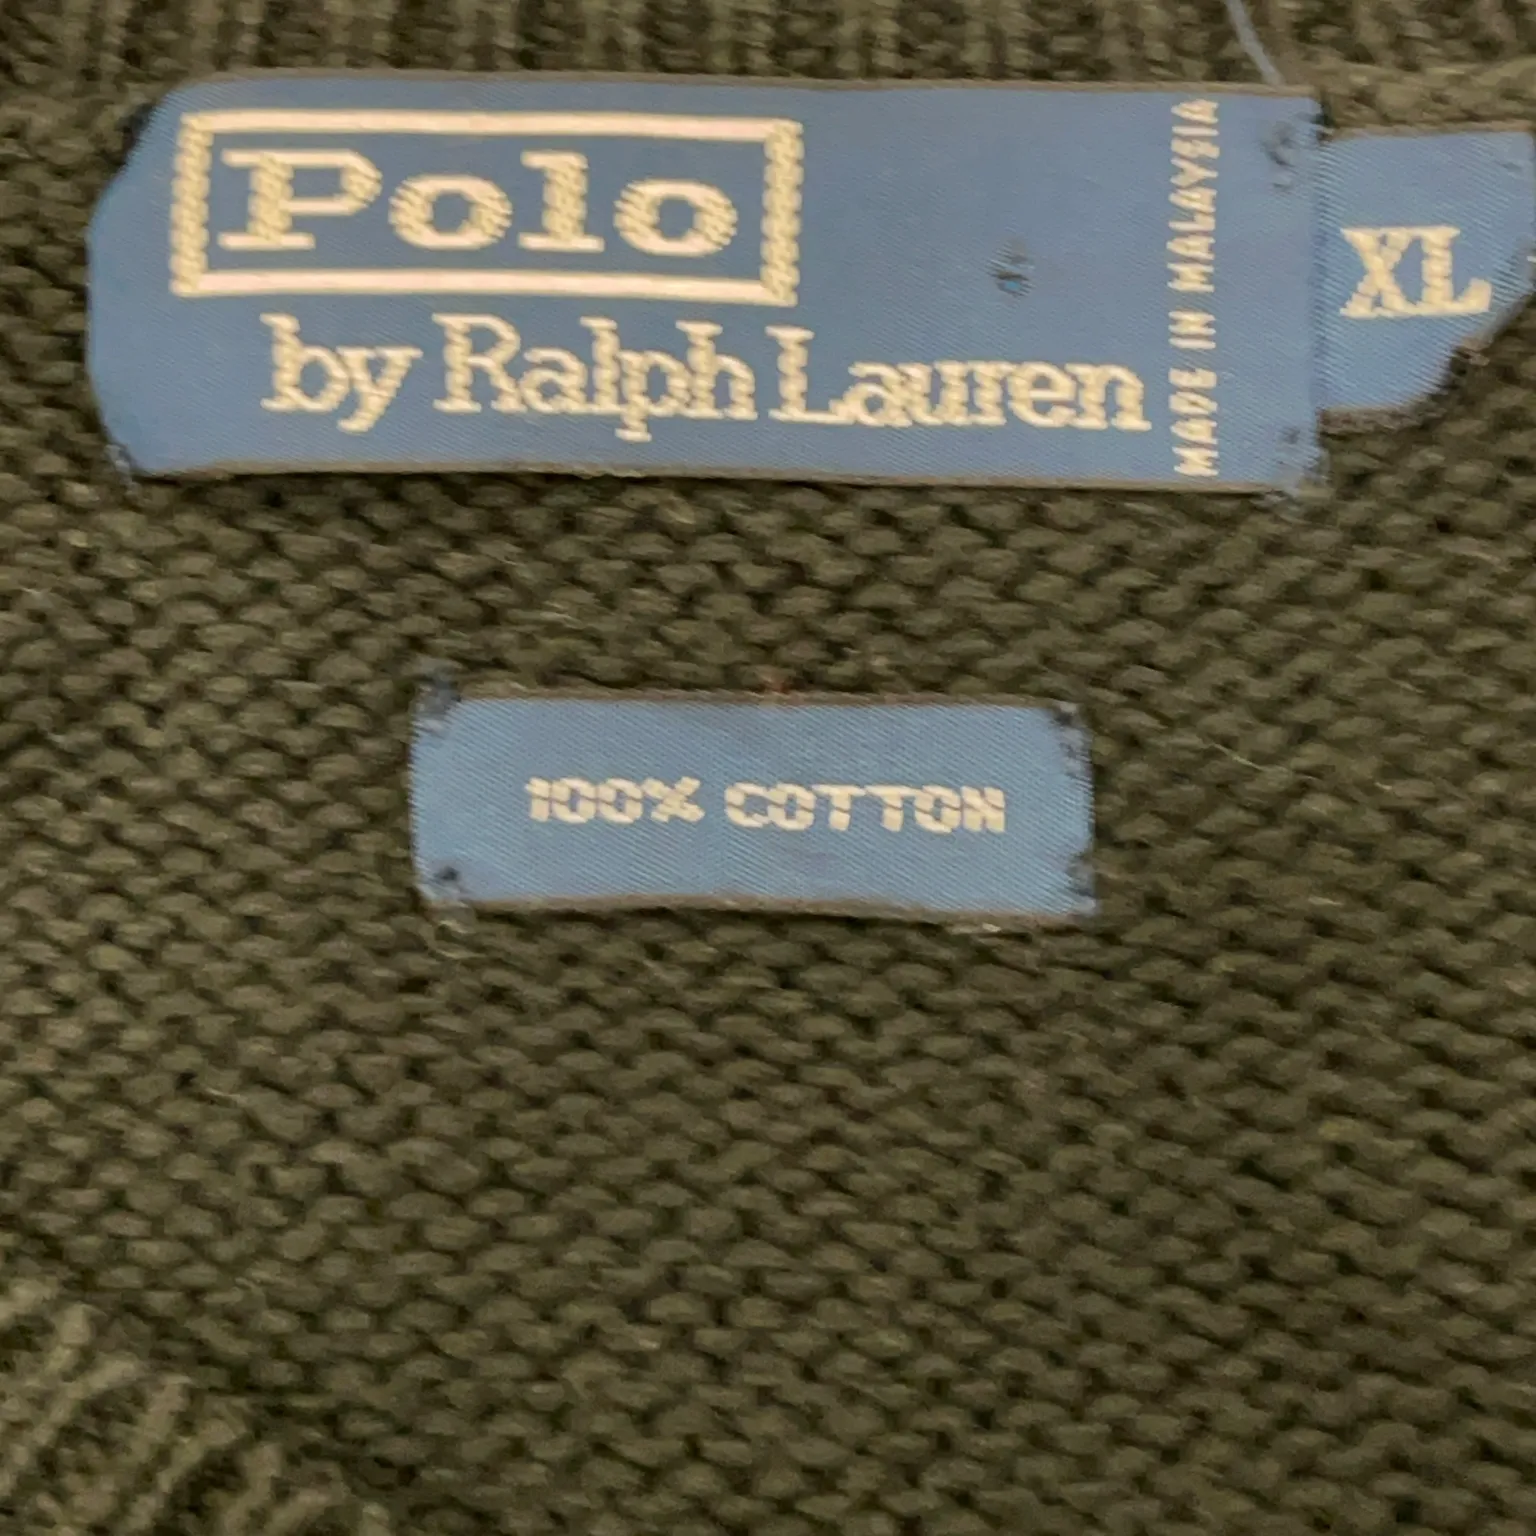 Polo
by Ralph Lauren
MADE IN MALAYSIA
XL
100% COTTON